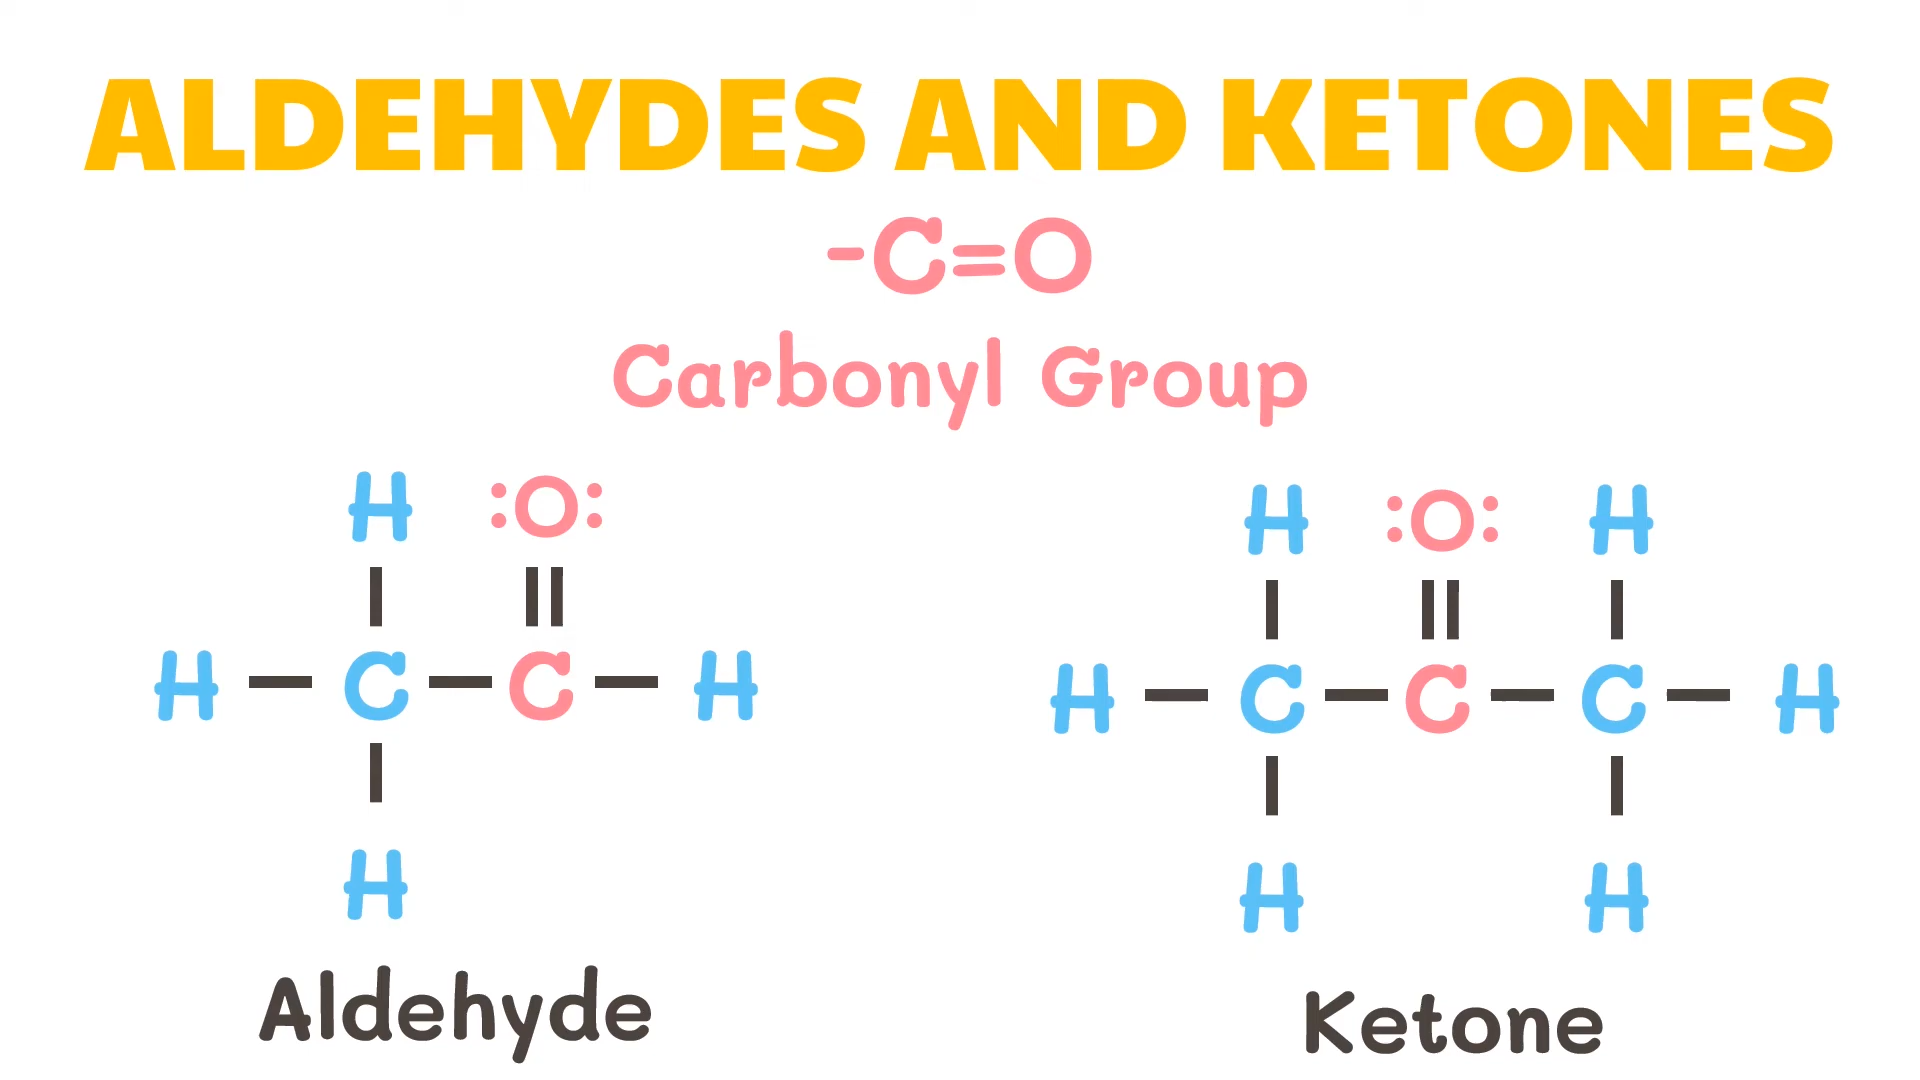 ALDEHYDES AND KETONES
-C=O
Carbonyl Group
H :O: H :O: H
H C C H H C C C H
H H H
Aldehyde Ketone